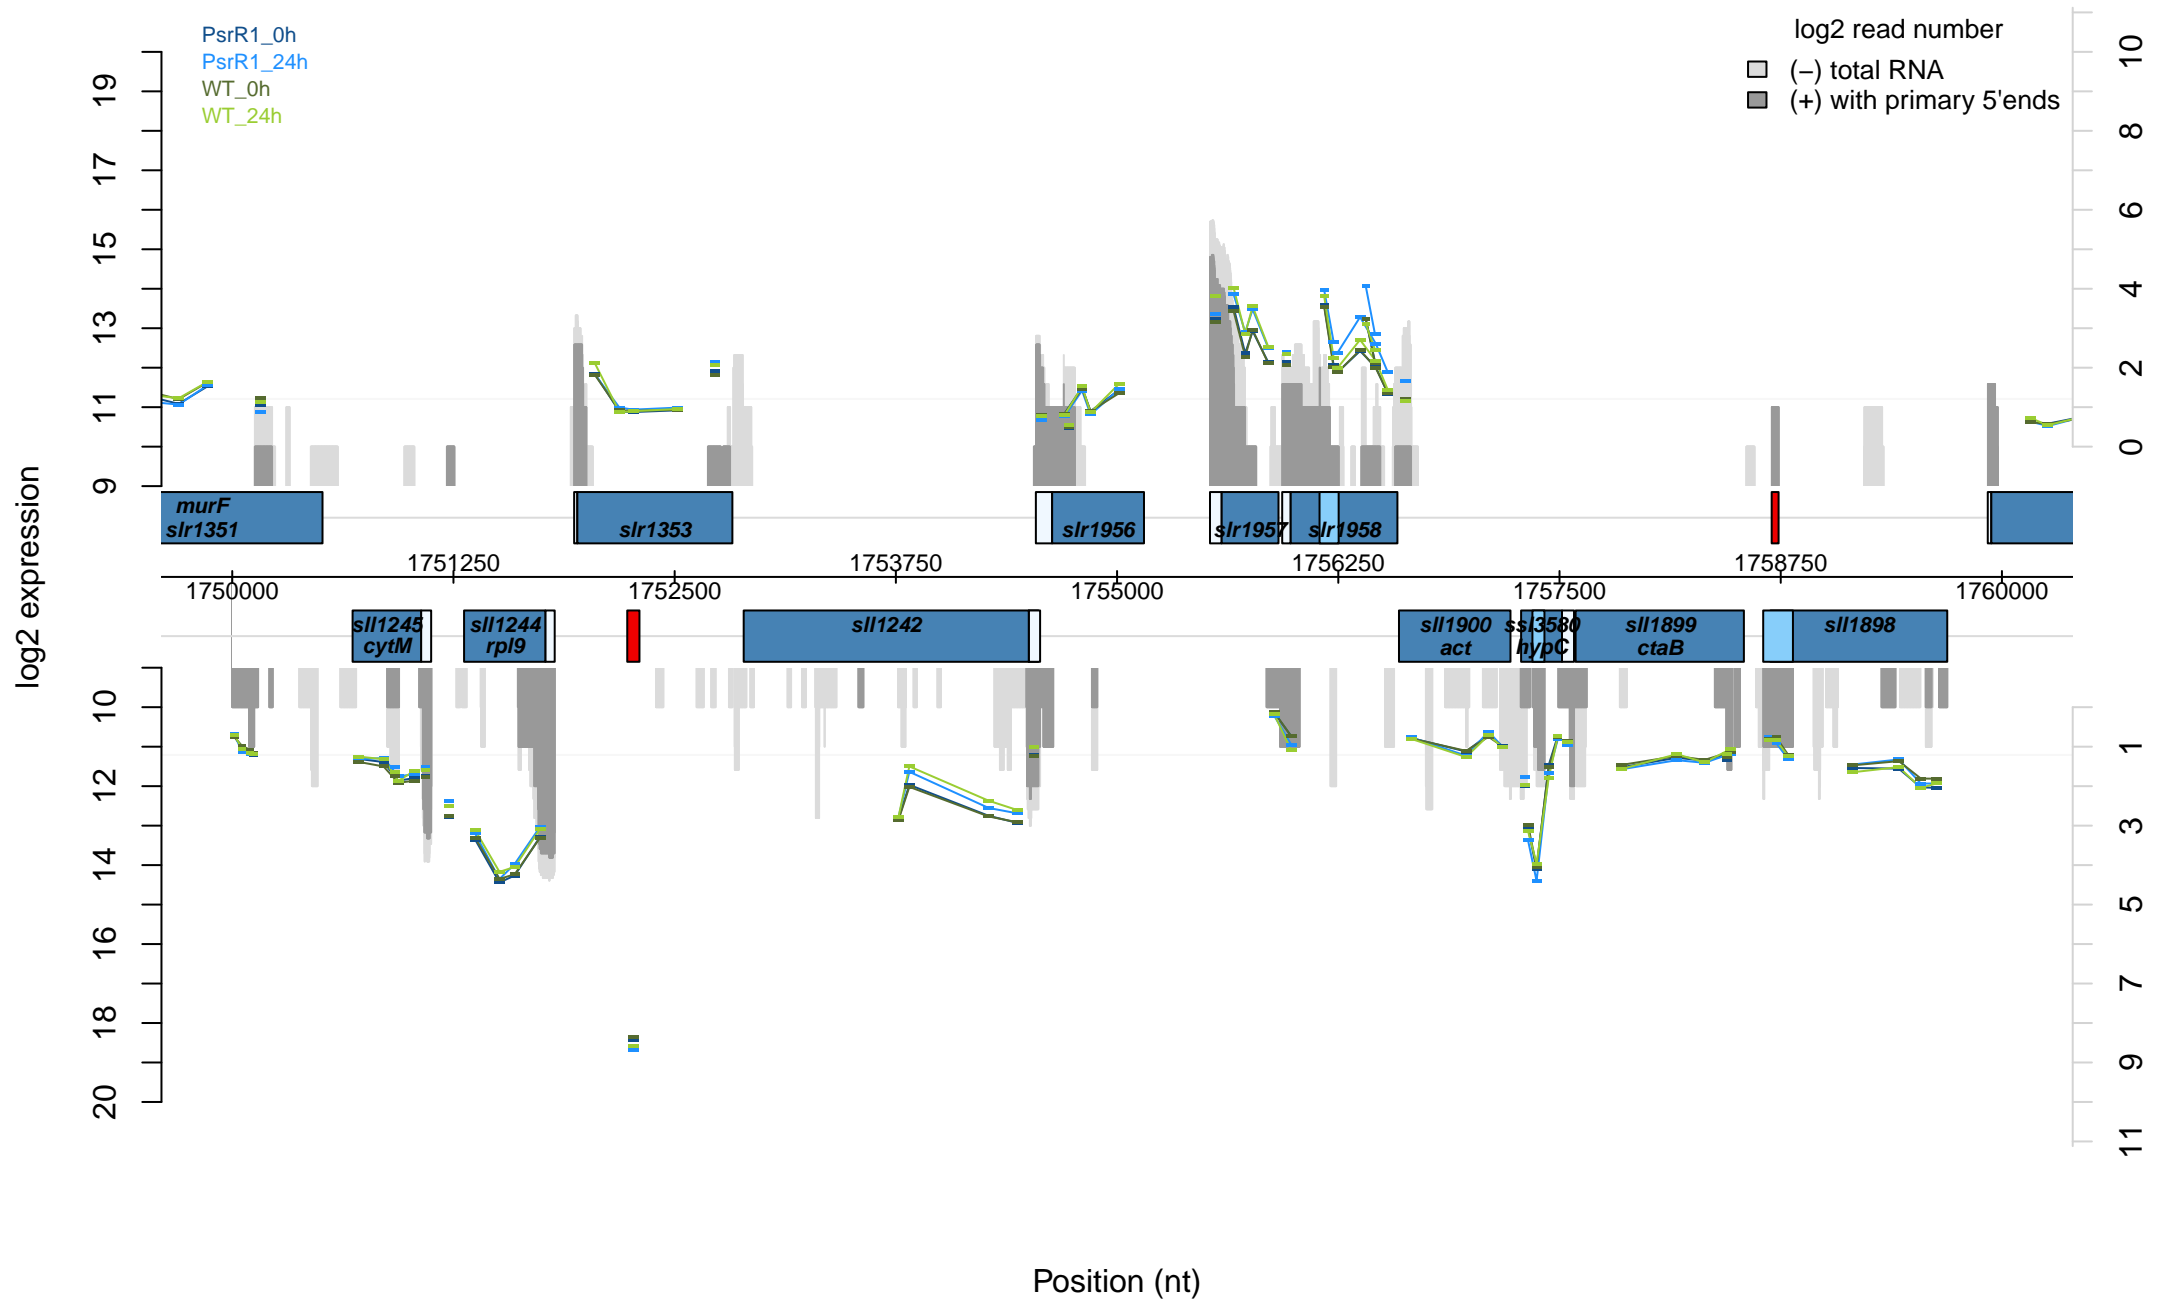 PsrR1_0h
PsrR1_24h
WT_0h
WT_24h
log2 read number
(−) total RNA
(+) with primary 5'ends
19
17
15
13
11
9
10
8
6
4
2
0
log2 expression
murF
slr1351
slr1353
slr1956
slr1957
slr1958
1751250
1753750
1756250
1758750
1750000
1752500
1755000
1757500
1760000
sll1245
cytM
sll1244
rpl9
sll1242
sll1900
act
ssl3580
hypC
sll1899
ctaB
sll1898
10
12
14
16
18
20
1
3
5
7
9
11
Position (nt)